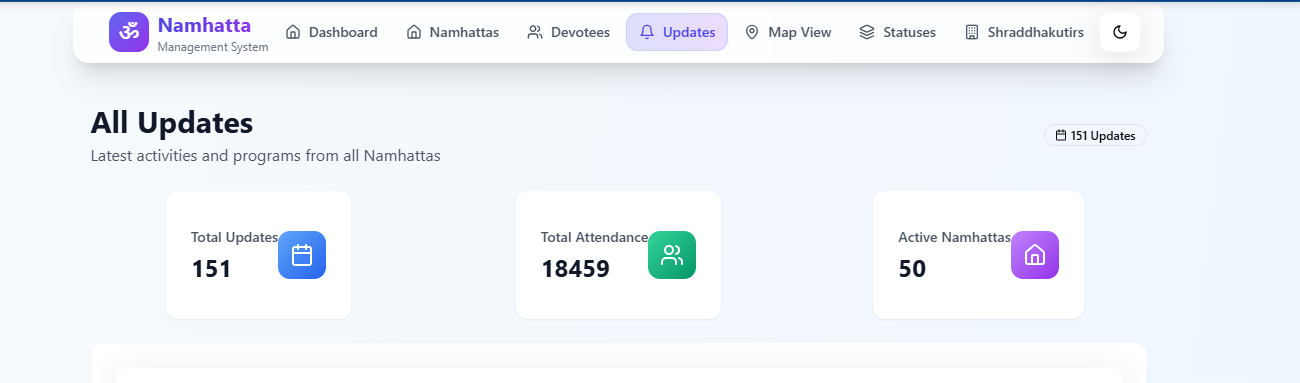 ॐ
Namhatta
Management System
Dashboard
Namhattas
Devotees
Updates
Map View
Statuses
Shraddhakutirs
All Updates
Latest activities and programs from all Namhattas
151 Updates
Total Updates
151
Total Attendance
18459
Active Namhattas
50